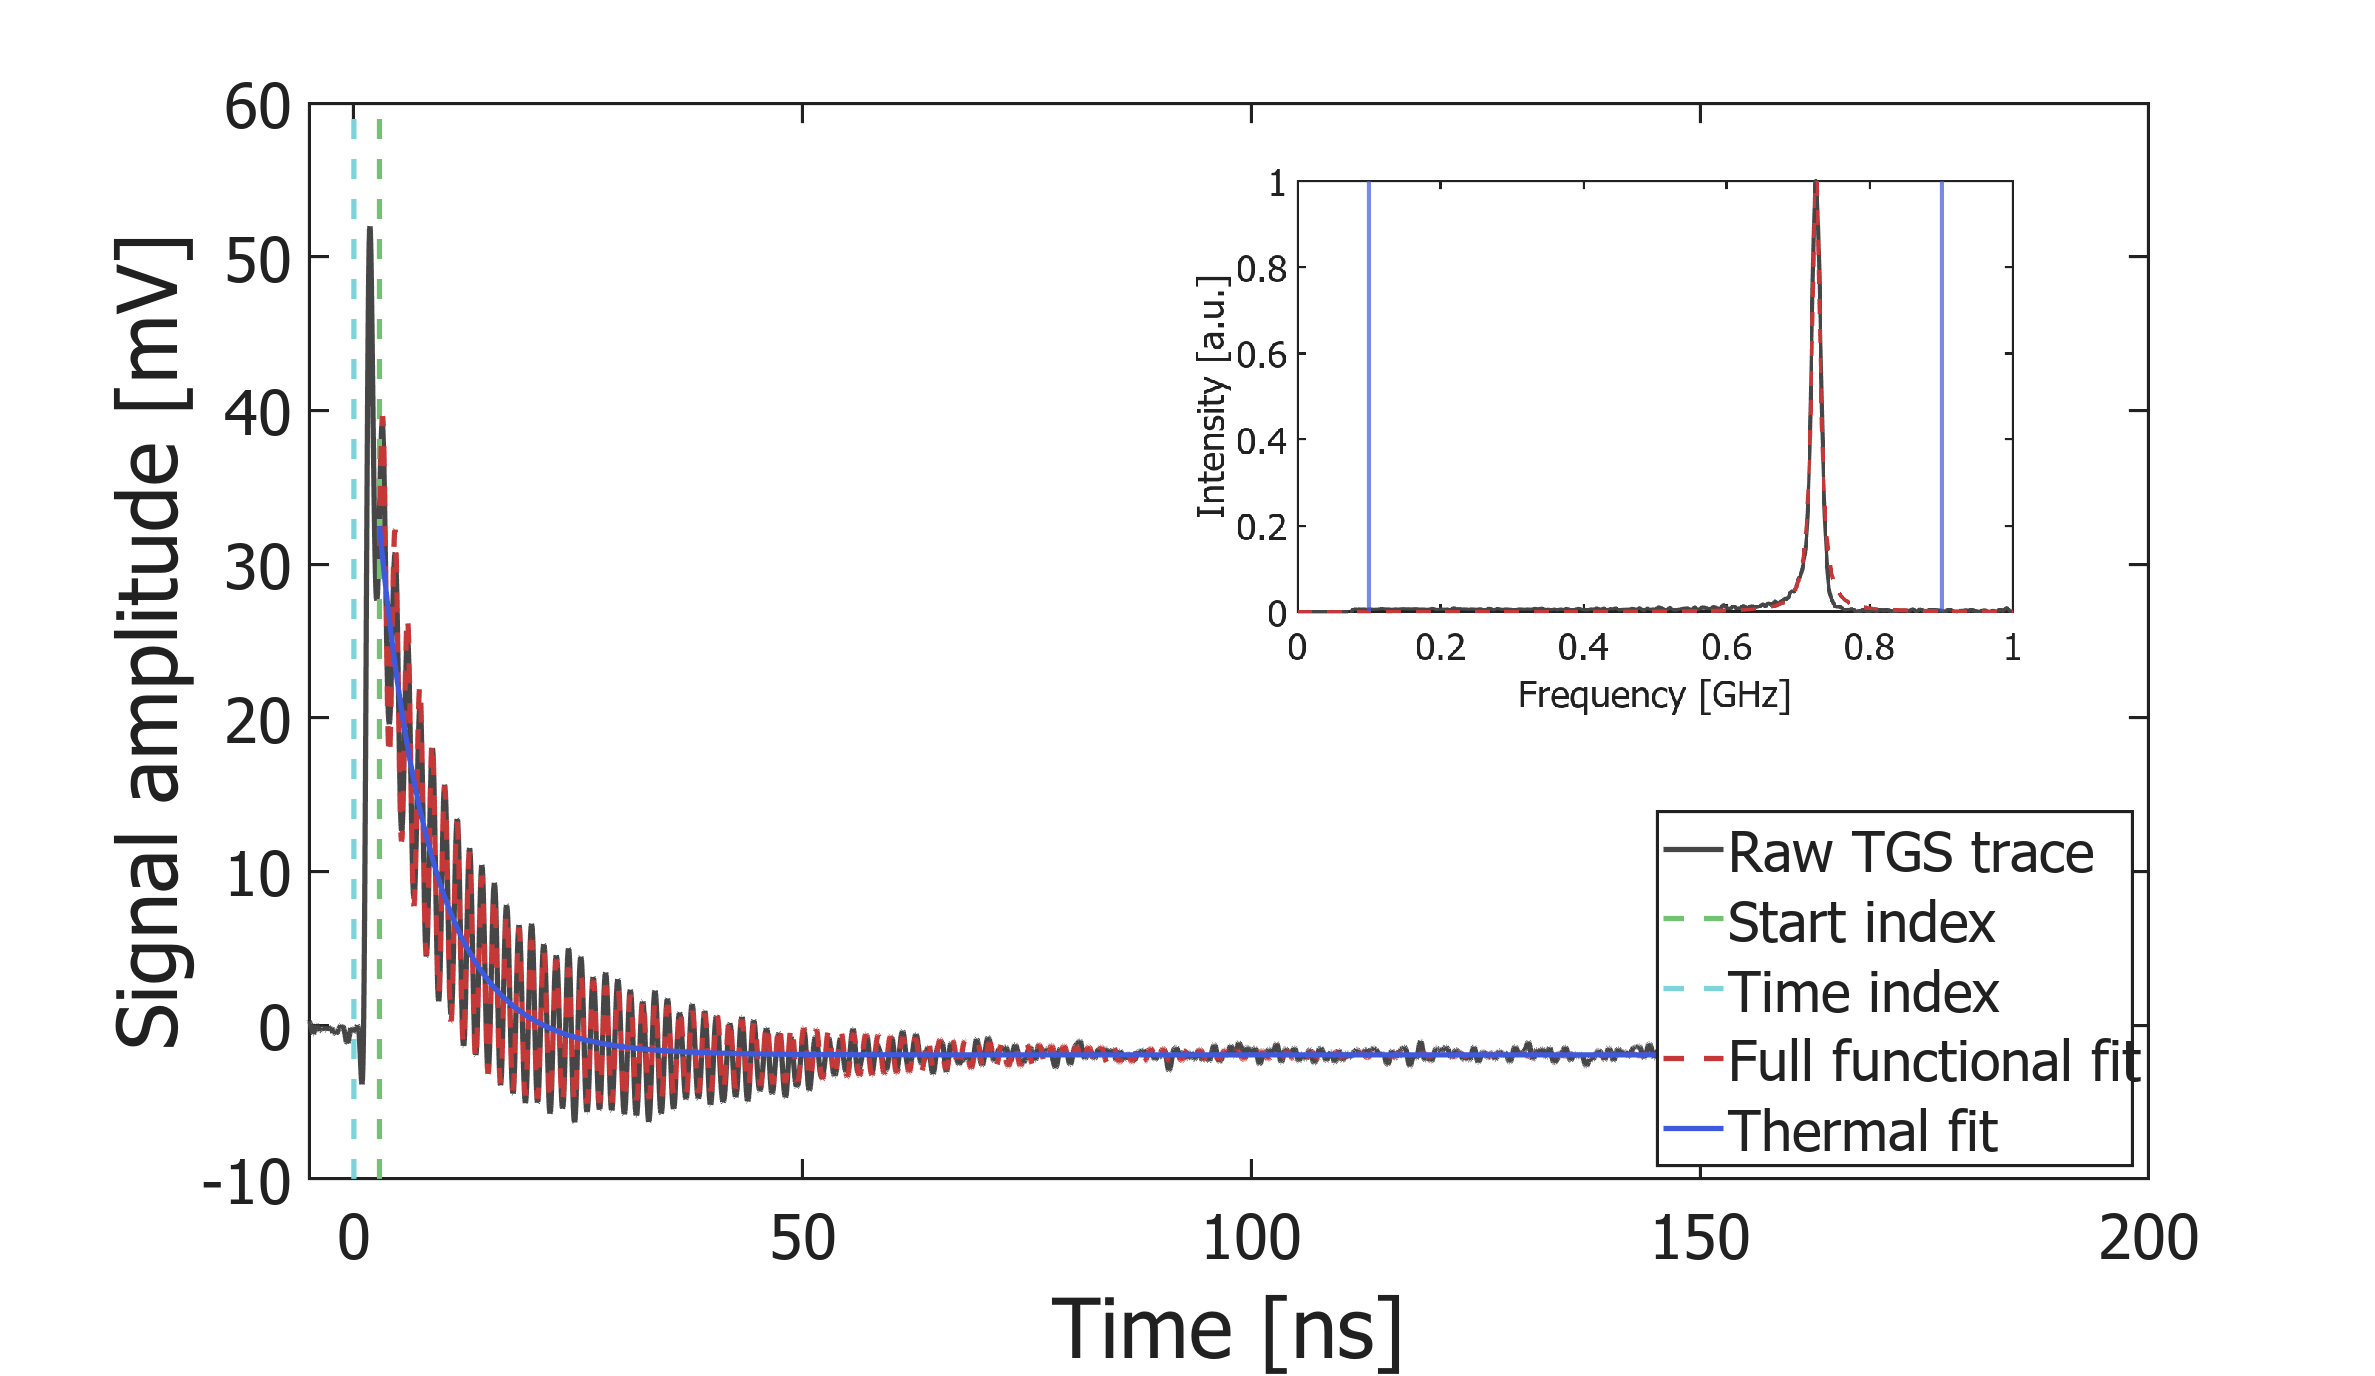 60
50
40
30
20
10
0
-10
Signal amplitude [mV]
0
50
100
150
200
Time [ns]
1
0.8
0.6
0.4
0.2
0
Intensity [a.u.]
0
0.2
0.4
0.6
0.8
1
Frequency [GHz]
Raw TGS trace
Start index
Time index
Full functional fit
Thermal fit